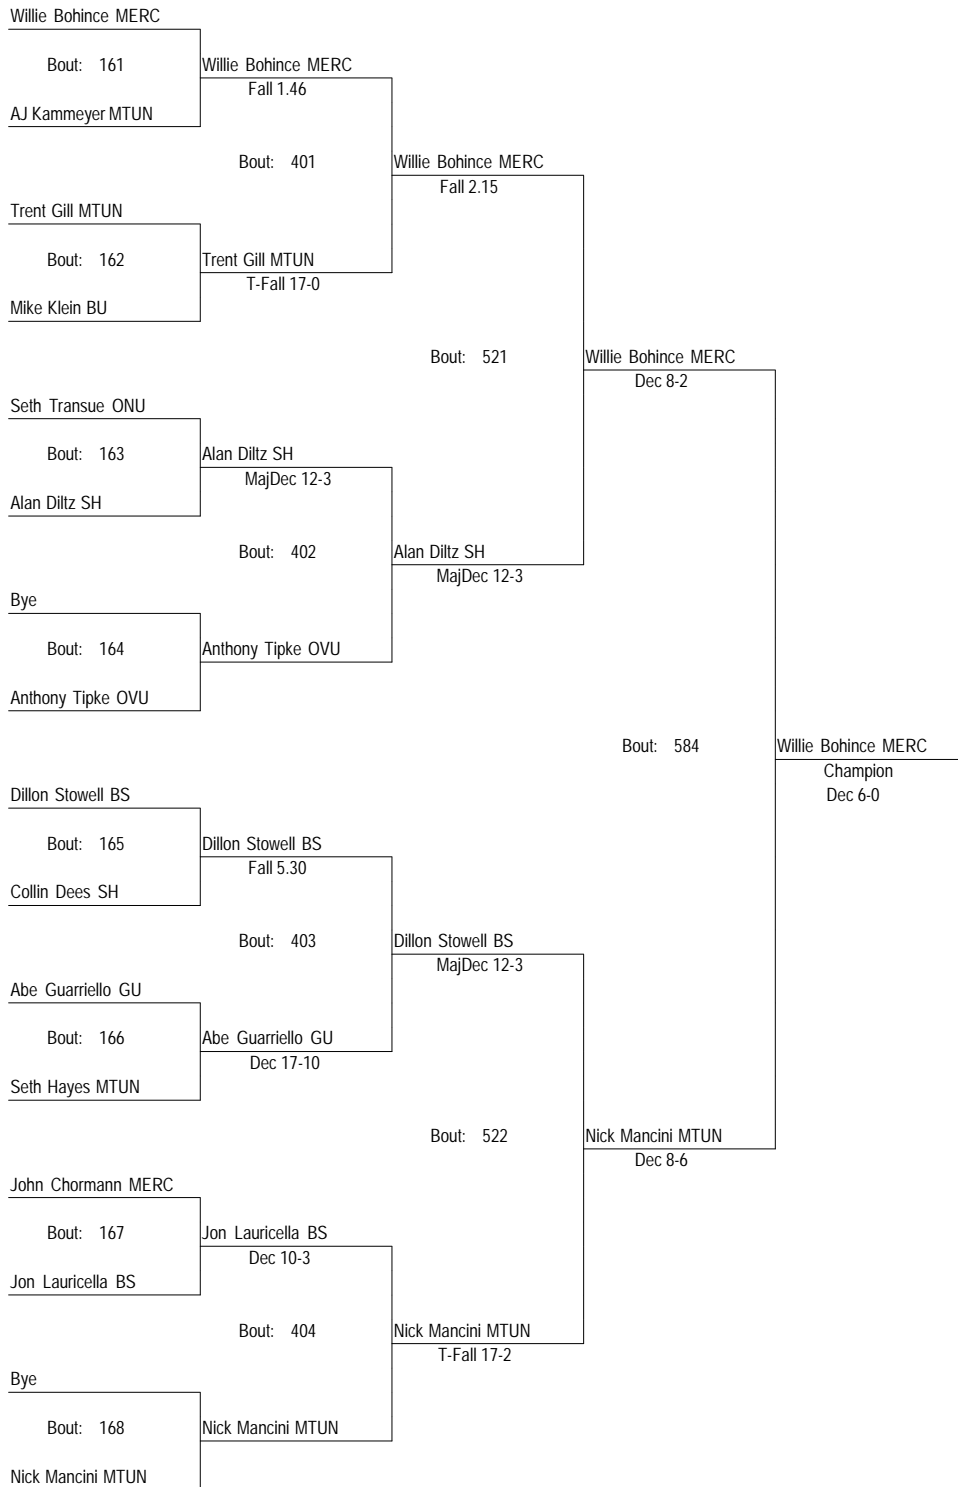 Willie Bohince MERC
Bout: 161
Willie Bohince MERC
Fall 1.46
AJ Kammeyer MTUN
Bout: 401
Willie Bohince MERC
Fall 2.15
Trent Gill MTUN
Bout: 162
Trent Gill MTUN
T-Fall 17-0
Mike Klein BU
Bout: 521
Willie Bohince MERC
Dec 8-2
Seth Transue ONU
Bout: 163
Alan Diltz SH
MajDec 12-3
Alan Diltz SH
Bout: 402
Alan Diltz SH
MajDec 12-3
Bye
Bout: 164
Anthony Tipke OVU
Anthony Tipke OVU
Bout: 584
Willie Bohince MERC
Champion
Dec 6-0
Dillon Stowell BS
Bout: 165
Dillon Stowell BS
Fall 5.30
Collin Dees SH
Bout: 403
Dillon Stowell BS
MajDec 12-3
Abe Guarriello GU
Bout: 166
Abe Guarriello GU
Dec 17-10
Seth Hayes MTUN
Bout: 522
Nick Mancini MTUN
Dec 8-6
John Chormann MERC
Bout: 167
Jon Lauricella BS
Dec 10-3
Jon Lauricella BS
Bout: 404
Nick Mancini MTUN
T-Fall 17-2
Bye
Bout: 168
Nick Mancini MTUN
Nick Mancini MTUN